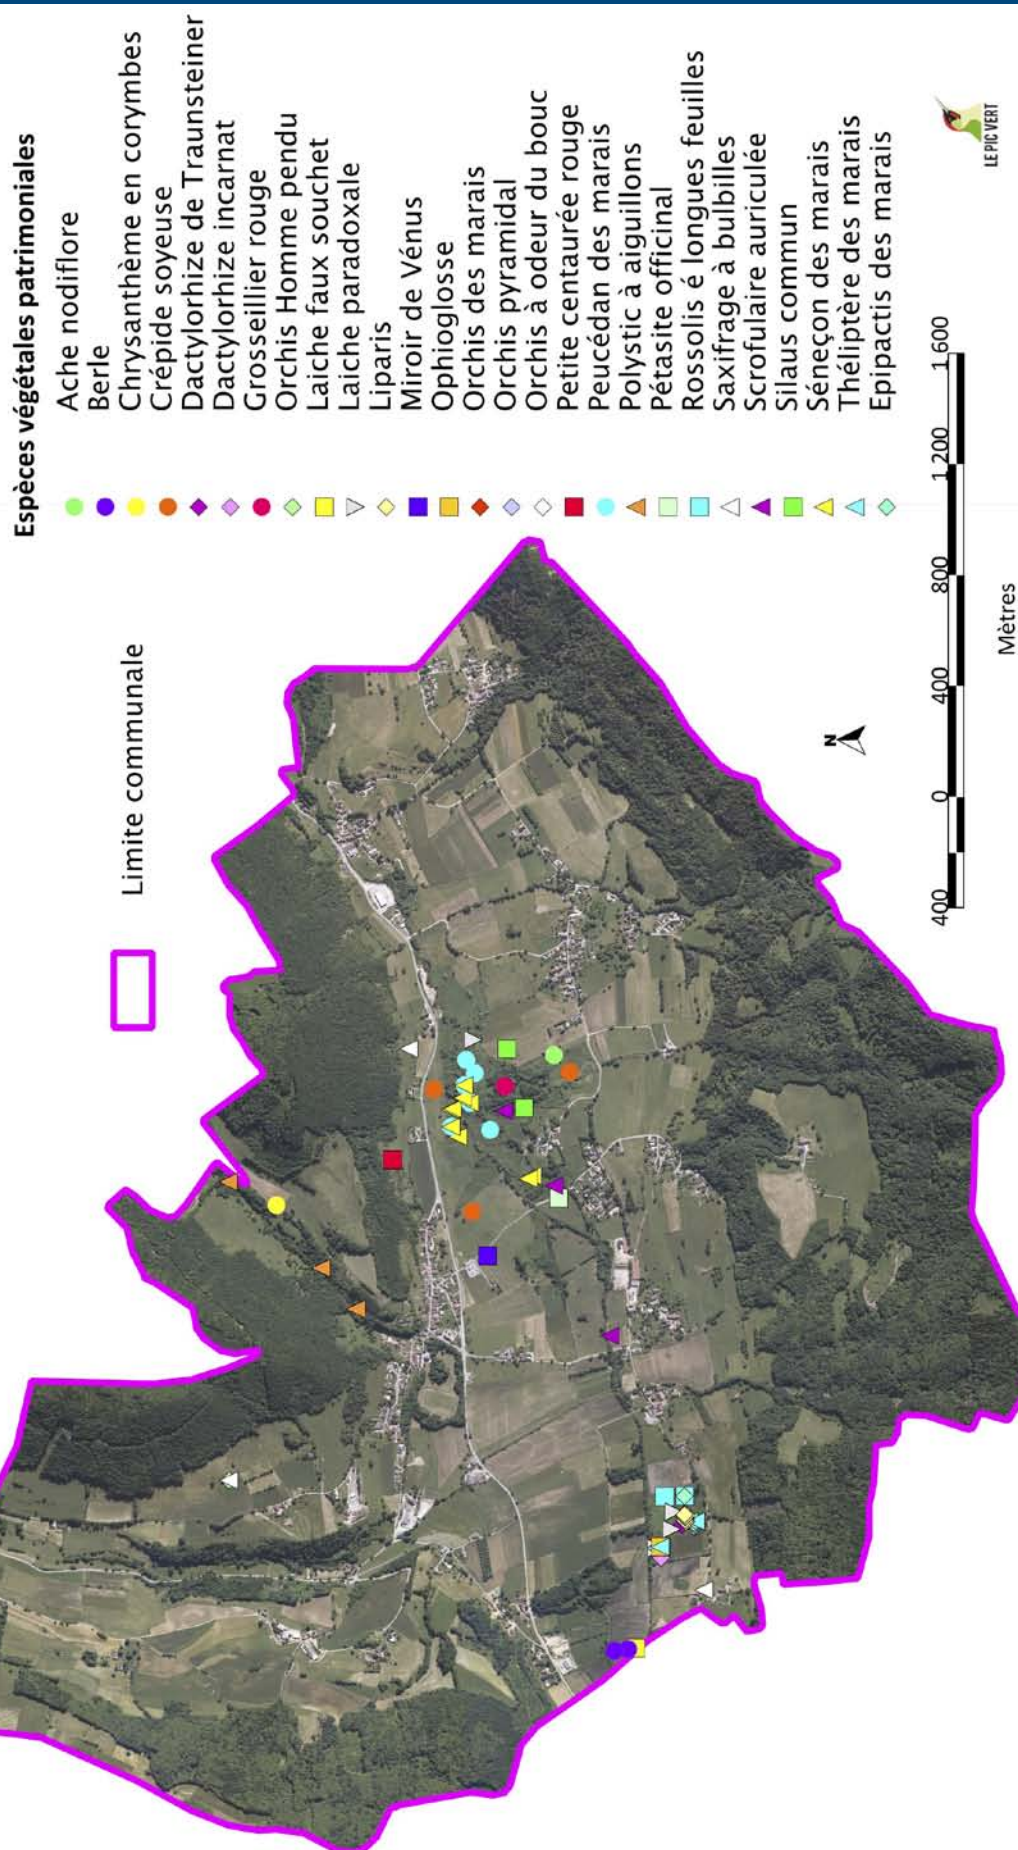 Espèces végétales patrimoniales
Ache nodiflore
Berle
Chrysanthème en corymbes
Crépide soyeuse
Dactylorhize de Traunsteiner
Dactylorhize incarnat
Grosseillier rouge
Orchis Homme pendu
Laiche faux souchet
Laiche paradoxale
Liparis
Miroir de Vénus
Ophioglosse
Orchis des marais
Orchis pyramidal
Orchis à odeur du bouc
Petite centaurée rouge
Peucédan des marais
Polystic à aiguillons
Pétasite officinal
Rossolis é longues feuilles
Saxifrage à bulbilles
Scrofulaire auriculée
Silaus commun
Séneçon des marais
Théliptère des marais
Epipactis des marais
Limite communale
N
400 0 400 800 1 200 1 600
Mètres
LE PIC VERT